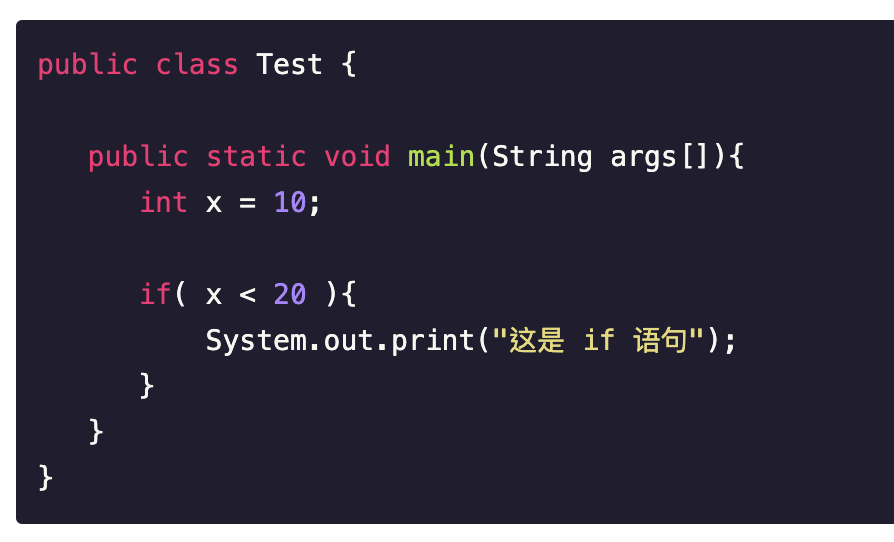 public class Test {
   public static void main(String args[]){
      int x = 10;
      if( x < 20 ){
          System.out.print("这是 if 语句");
      }
   }
}